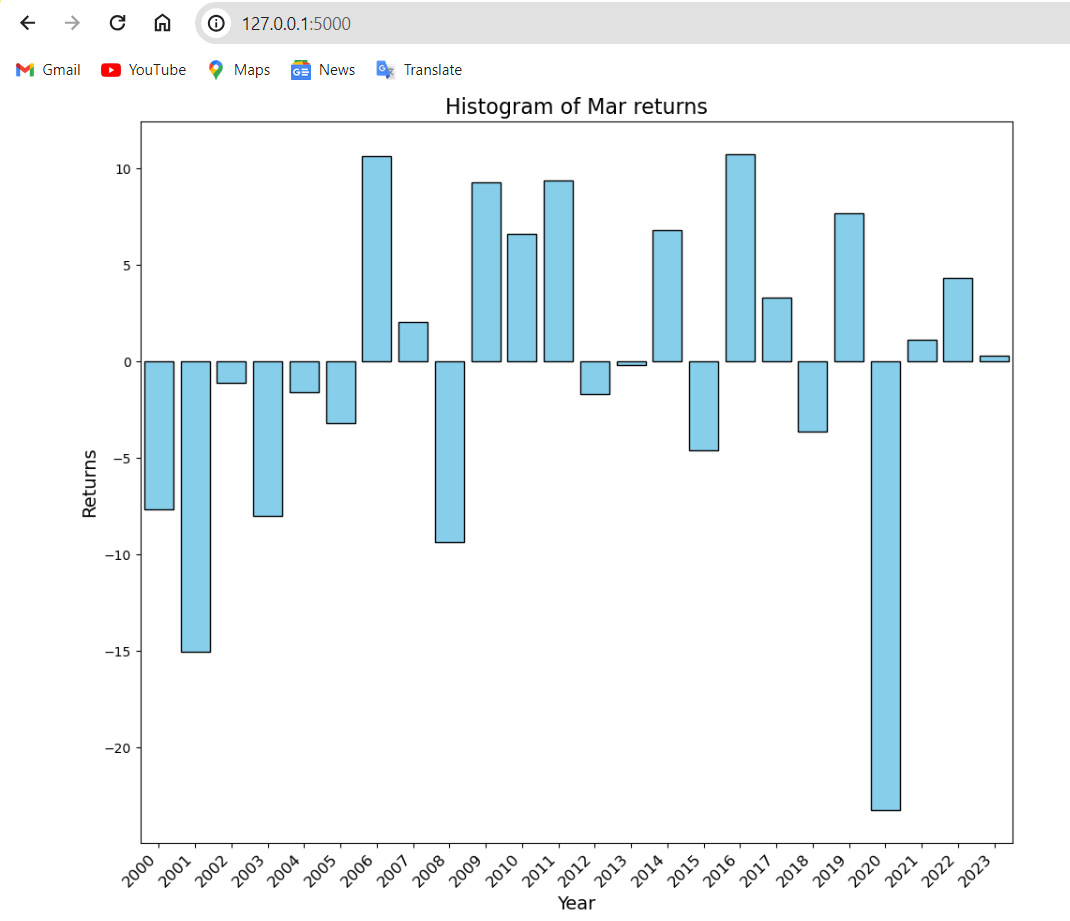 127.0.0.1:5000
Gmail YouTube Maps News Translate
Histogram of Mar returns
10
5
0
−5
−10
−15
−20
Returns
2000 2001 2002 2003 2004 2005 2006 2007 2008 2009 2010 2011 2012 2013 2014 2015 2016 2017 2018 2019 2020 2021 2022 2023
Year